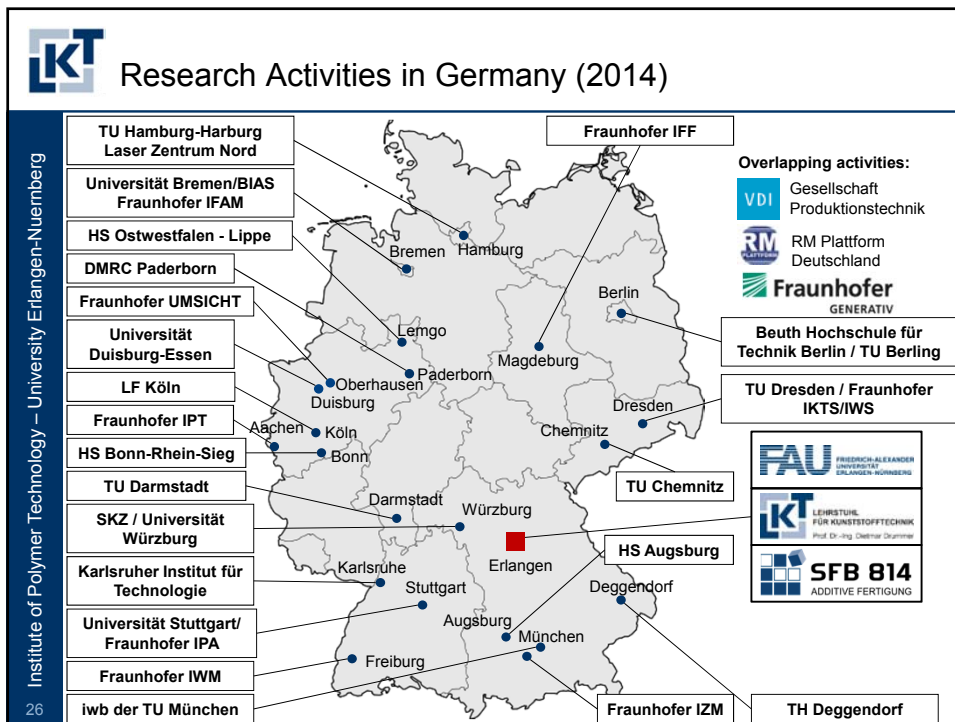 LKT
Research Activities in Germany (2014)
Institute of Polymer Technology – University Erlangen-Nuernberg
26
TU Hamburg-Harburg
Laser Zentrum Nord
Universität Bremen/BIAS
Fraunhofer IFAM
HS Ostwestfalen - Lippe
DMRC Paderborn
Fraunhofer UMSICHT
Universität
Duisburg-Essen
LF Köln
Fraunhofer IPT
HS Bonn-Rhein-Sieg
TU Darmstadt
SKZ / Universität
Würzburg
Karlsruher Institut für
Technologie
Universität Stuttgart/
Fraunhofer IPA
Fraunhofer IWM
iwb der TU München
Bremen
Hamburg
Lemgo
Paderborn
Oberhausen
Duisburg
Aachen
Köln
Bonn
Magdeburg
Berlin
Dresden
Chemnitz
Darmstadt
Würzburg
Erlangen
Karlsruhe
Stuttgart
Augsburg
München
Deggendorf
Freiburg
Fraunhofer IFF
Overlapping activities:
VDI
Gesellschaft
Produktionstechnik
RM
PLATTFORM
RM Plattform
Deutschland
Fraunhofer
GENERATIV
Beuth Hochschule für
Technik Berlin / TU Berling
TU Dresden / Fraunhofer
IKTS/IWS
TU Chemnitz
FAU
FRIEDRICH-ALEXANDER
UNIVERSITÄT
ERLANGEN-NÜRNBERG
LKT
LEHRSTUHL
FÜR KUNSTSTOFFTECHNIK
Prof. Dr.-Ing. Dietmar Drummer
SFB 814
ADDITIVE FERTIGUNG
HS Augsburg
Fraunhofer IZM
TH Deggendorf